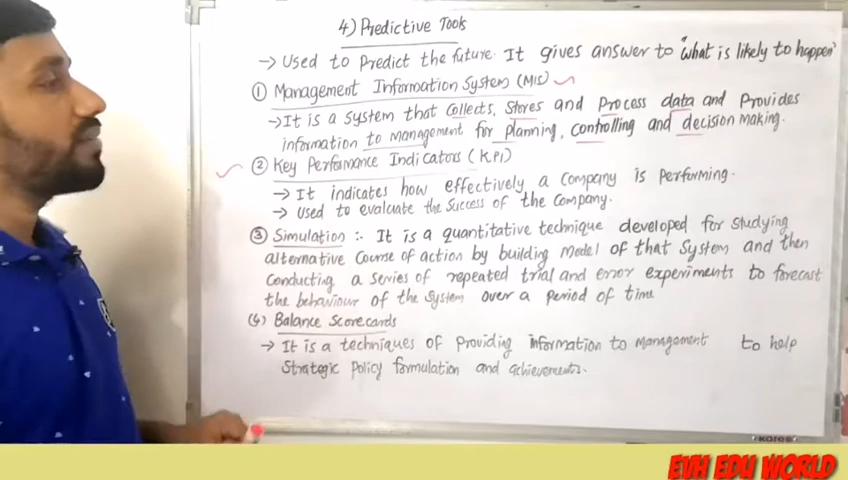 4) Predictive Tools
→ Used to Predict the future. It gives answer to "what is likely to happen"
① Management Information System (MIS)
→ It is a system that collects, Stores and Process data and Provides
information to management for planning, controlling and decision making.
② Key Performance Indicators (KPI)
→ It indicates how effectively a company is performing.
→ Used to evaluate the success of the Company.
③ Simulation :- It is a quantitative technique developed for studying
alternative course of action by building model of that system and then
conducting a series of repeated trial and error experiments to forecast
the behaviour of the system over a period of time
(4) Balance Scorecards
→ It is a techniques of Providing information to management to help
Strategic Policy formulation and achievements.
kores
EVH EDU WORLD